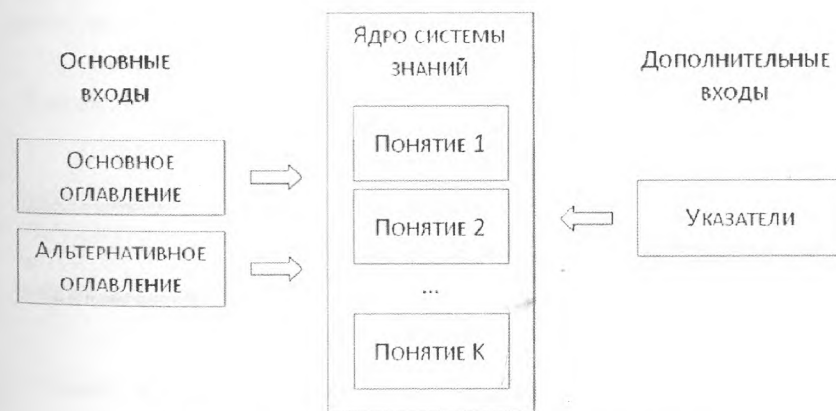 Основные
входы
Основное
оглавление
Альтернативное
оглавление
Ядро системы
знаний
Понятие 1
Понятие 2
...
Понятие К
Дополнительные
входы
Указатели